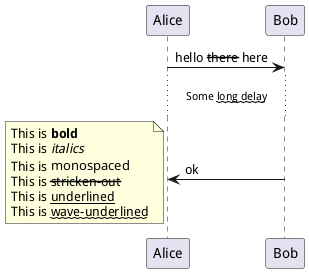 Alice Bob
hello there here
Some long delay
This is bold
This is italics
This is monospaced
This is stricken-out
This is underlined
This is wave-underlined
ok
Alice Bob